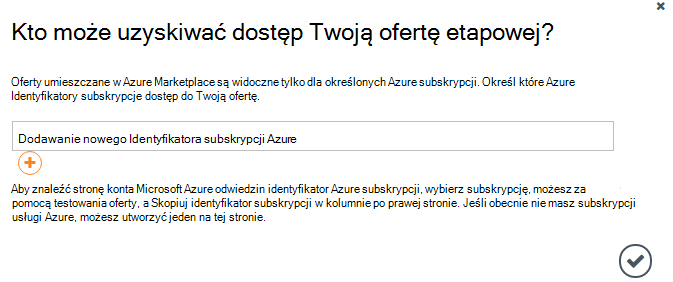 Kto może uzyskiwać dostęp Twoją ofertę etapowej?
Oferty umieszczane w Azure Marketplace są widoczne tylko dla określonych Azure subskrypcji. Określ które Azure
Identyfikatory subskrypcje dostęp do Twoją ofertę.
Dodawanie nowego Identyfikatora subskrypcji Azure
Aby znaleźć stronę konta Microsoft Azure odwiedzin identyfikator Azure subskrypcji, wybierz subskrypcję, możesz za
pomocą testowania oferty, a Skopiuj identyfikator subskrypcji w kolumnie po prawej stronie. Jeśli obecnie nie masz subskrypcji
usługi Azure, możesz utworzyć jeden na tej stronie.